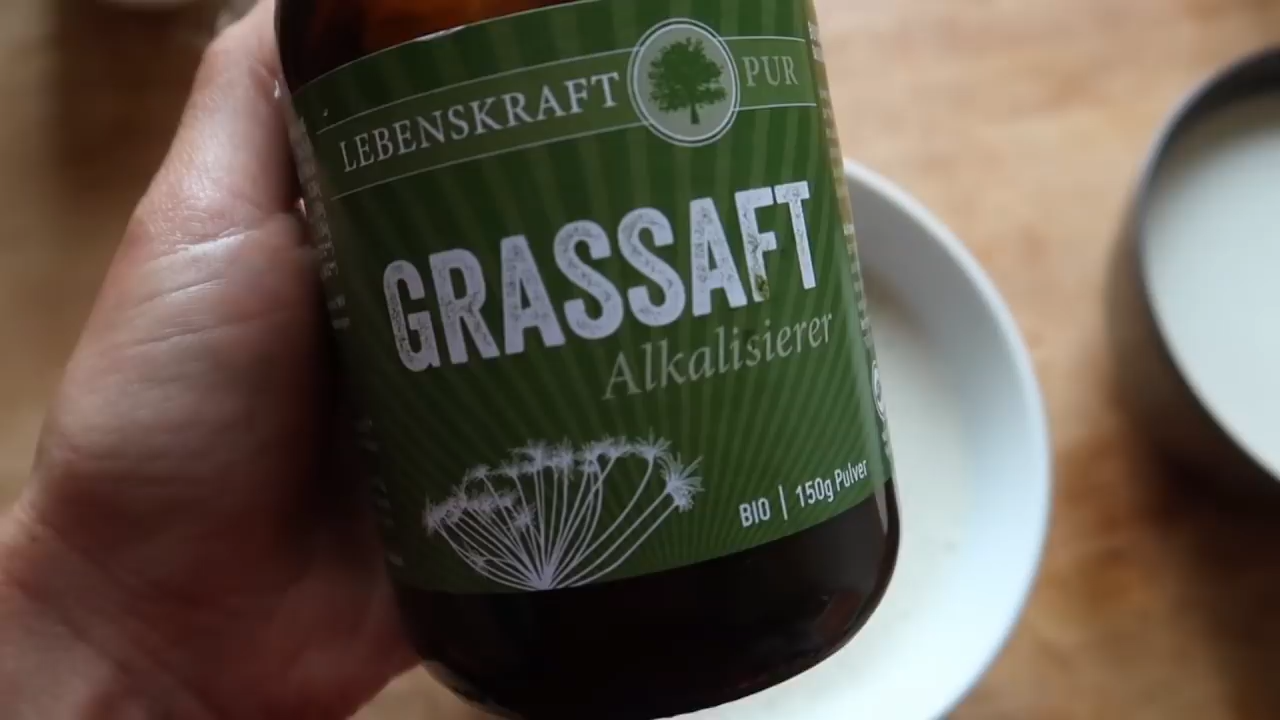 LEBENSKRAFT PUR
GRASSAFT
Alkalisierer
BIO | 150g Pulver